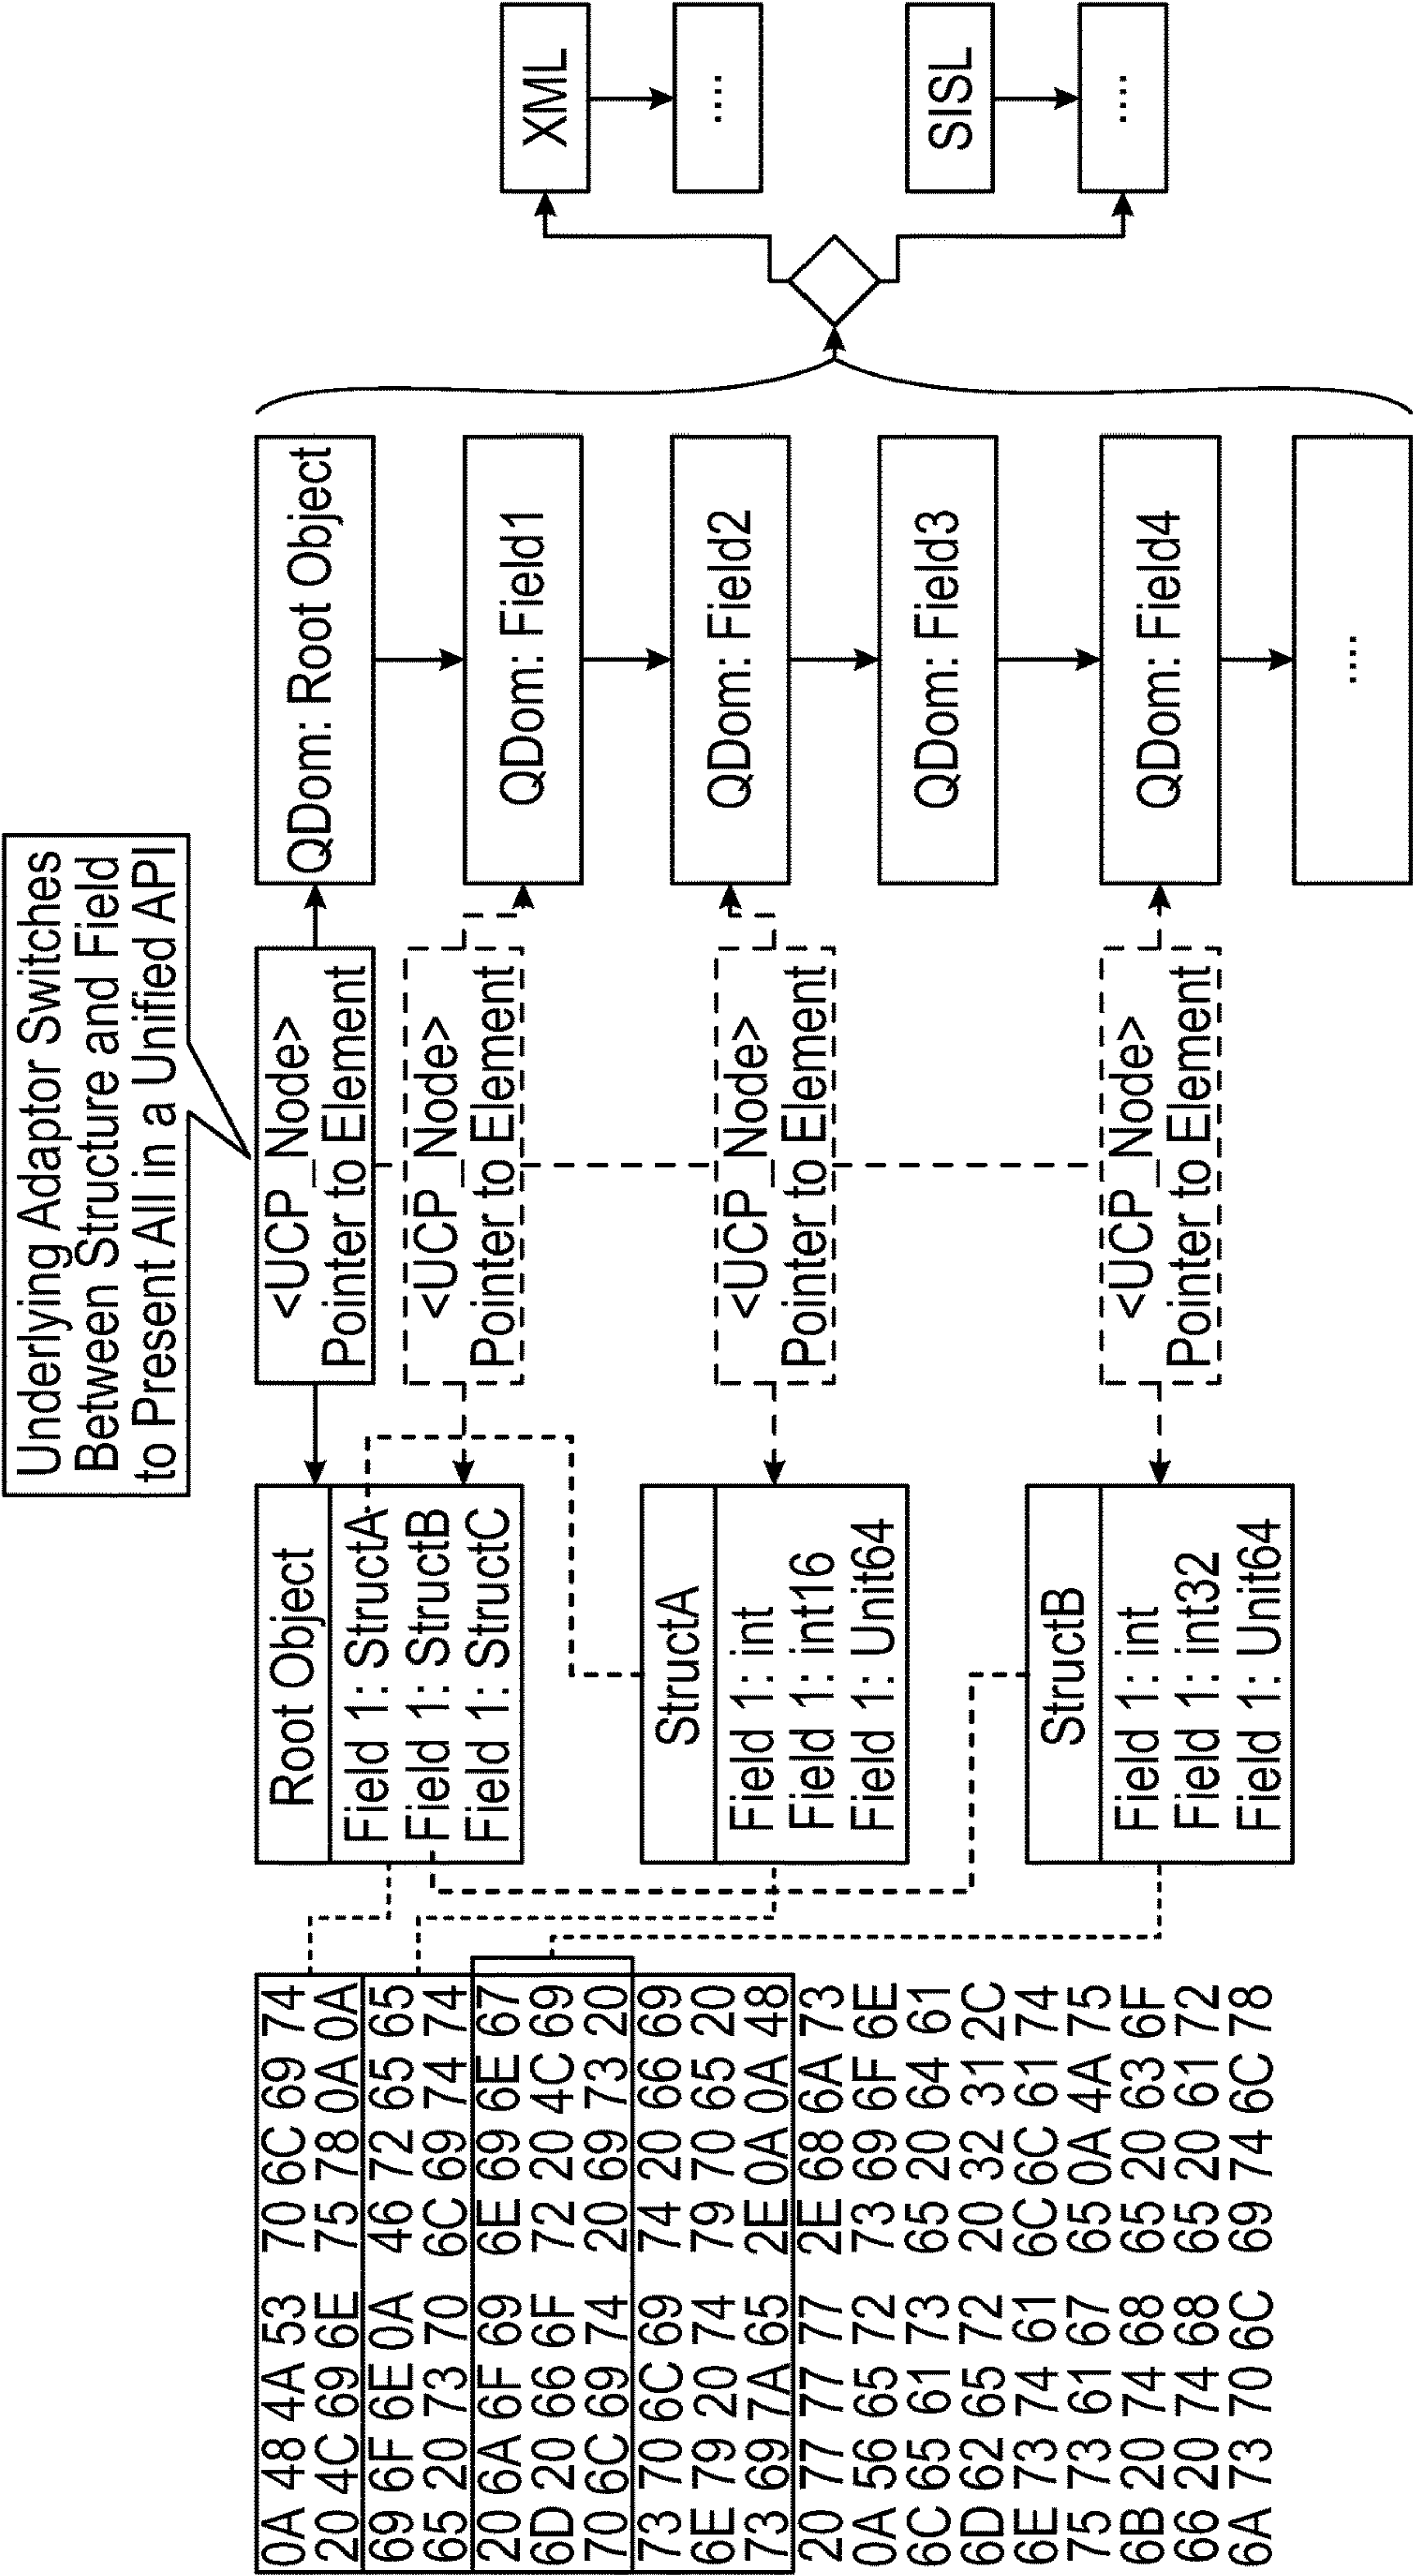 Underlying Adaptor Switches
Between Structure and Field
to Present All in a Unified API
0A 48 4A 53 70 6C 69 74
20 4C 69 6E 75 78 0A 0A
69 6F 6E 0A 46 72 65 65
65 20 73 70 6C 69 74 74
20 6A 6F 69 6E 69 6E 67
6D 20 66 6F 72 20 4C 69
70 6C 69 74 20 69 73 20
73 70 6C 69 74 20 66 69
6E 79 20 74 79 70 65 20
73 69 7A 65 2E 0A 0A 48
20 77 77 77 2E 68 6A 73
0A 56 65 72 73 69 6F 6E
6C 65 61 73 65 20 64 61
6D 62 65 72 20 32 31 2C
6E 73 74 61 6C 6C 61 74
75 73 61 67 65 0A 4A 75
6B 20 74 68 65 20 63 6F
66 20 74 68 65 20 61 72
6A 73 70 6C 69 74 6C 78
Root Object
Field 1: StructA
Field 1: StructB
Field 1: StructC
StructA
Field 1: int
Field 1: int16
Field 1: Unit64
StructB
Field 1: int
Field 1: int32
Field 1: Unit64
<UCP_Node>
Pointer to Element
<UCP_Node>
Pointer to Element
<UCP_Node>
Pointer to Element
<UCP_Node>
Pointer to Element
QDom: Root Object
QDom: Field1
QDom: Field2
QDom: Field3
QDom: Field4
....
XML
....
SISL
....